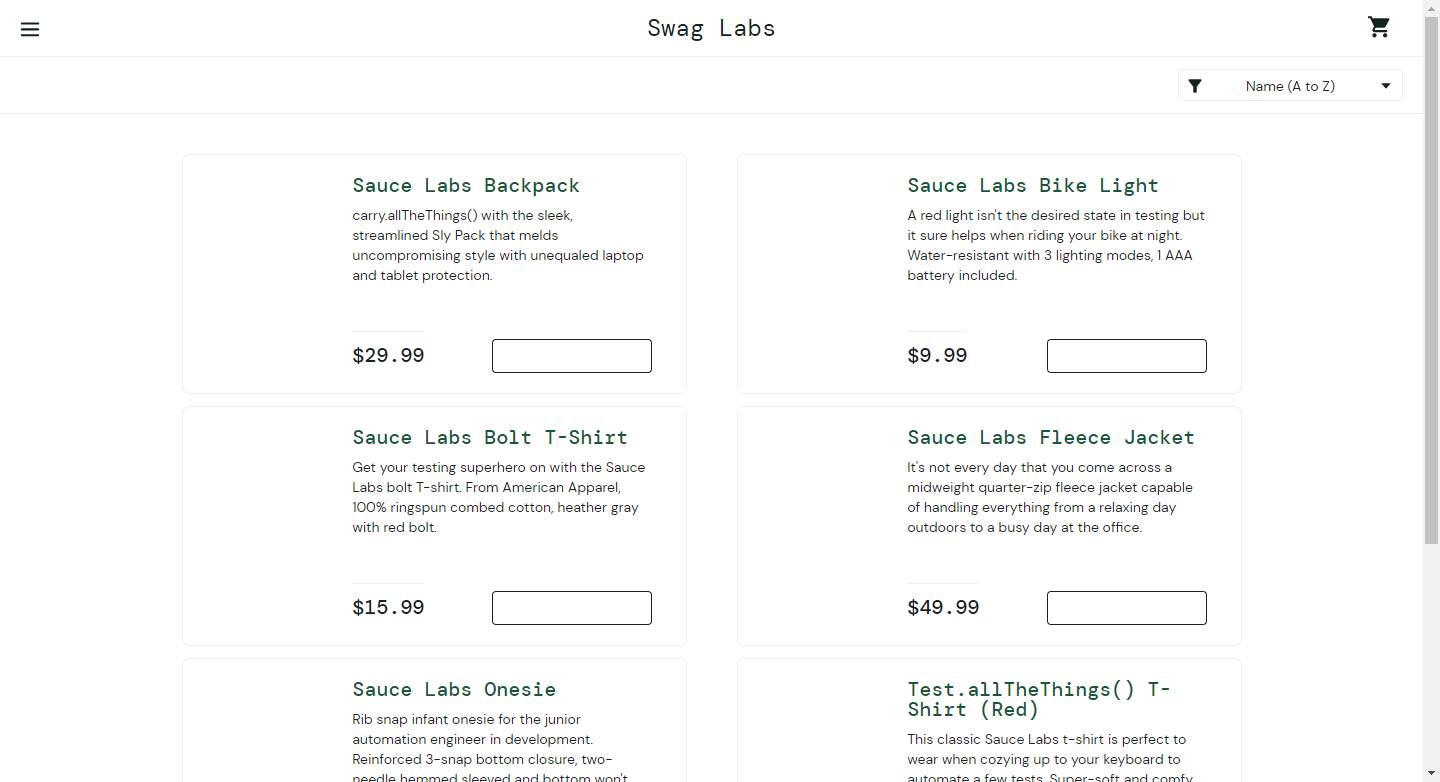 Swag Labs
Name (A to Z)
Sauce Labs Backpack
carry.allTheThings() with the sleek,
streamlined Sly Pack that melds
uncompromising style with unequaled laptop
and tablet protection.
$29.99
Sauce Labs Bike Light
A red light isn't the desired state in testing but
it sure helps when riding your bike at night.
Water-resistant with 3 lighting modes, 1 AAA
battery included.
$9.99
Sauce Labs Bolt T-Shirt
Get your testing superhero on with the Sauce
Labs bolt T-shirt. From American Apparel,
100% ringspun combed cotton, heather gray
with red bolt.
$15.99
Sauce Labs Fleece Jacket
It's not every day that you come across a
midweight quarter-zip fleece jacket capable
of handling everything from a relaxing day
outdoors to a busy day at the office.
$49.99
Sauce Labs Onesie
Rib snap infant onesie for the junior
automation engineer in development.
Reinforced 3-snap bottom closure, two-
needle hemmed sleeved and bottom won't
Test.allTheThings() T-
Shirt (Red)
This classic Sauce Labs t-shirt is perfect to
wear when cozying up to your keyboard to
automate a few tests. Super-soft and comfy